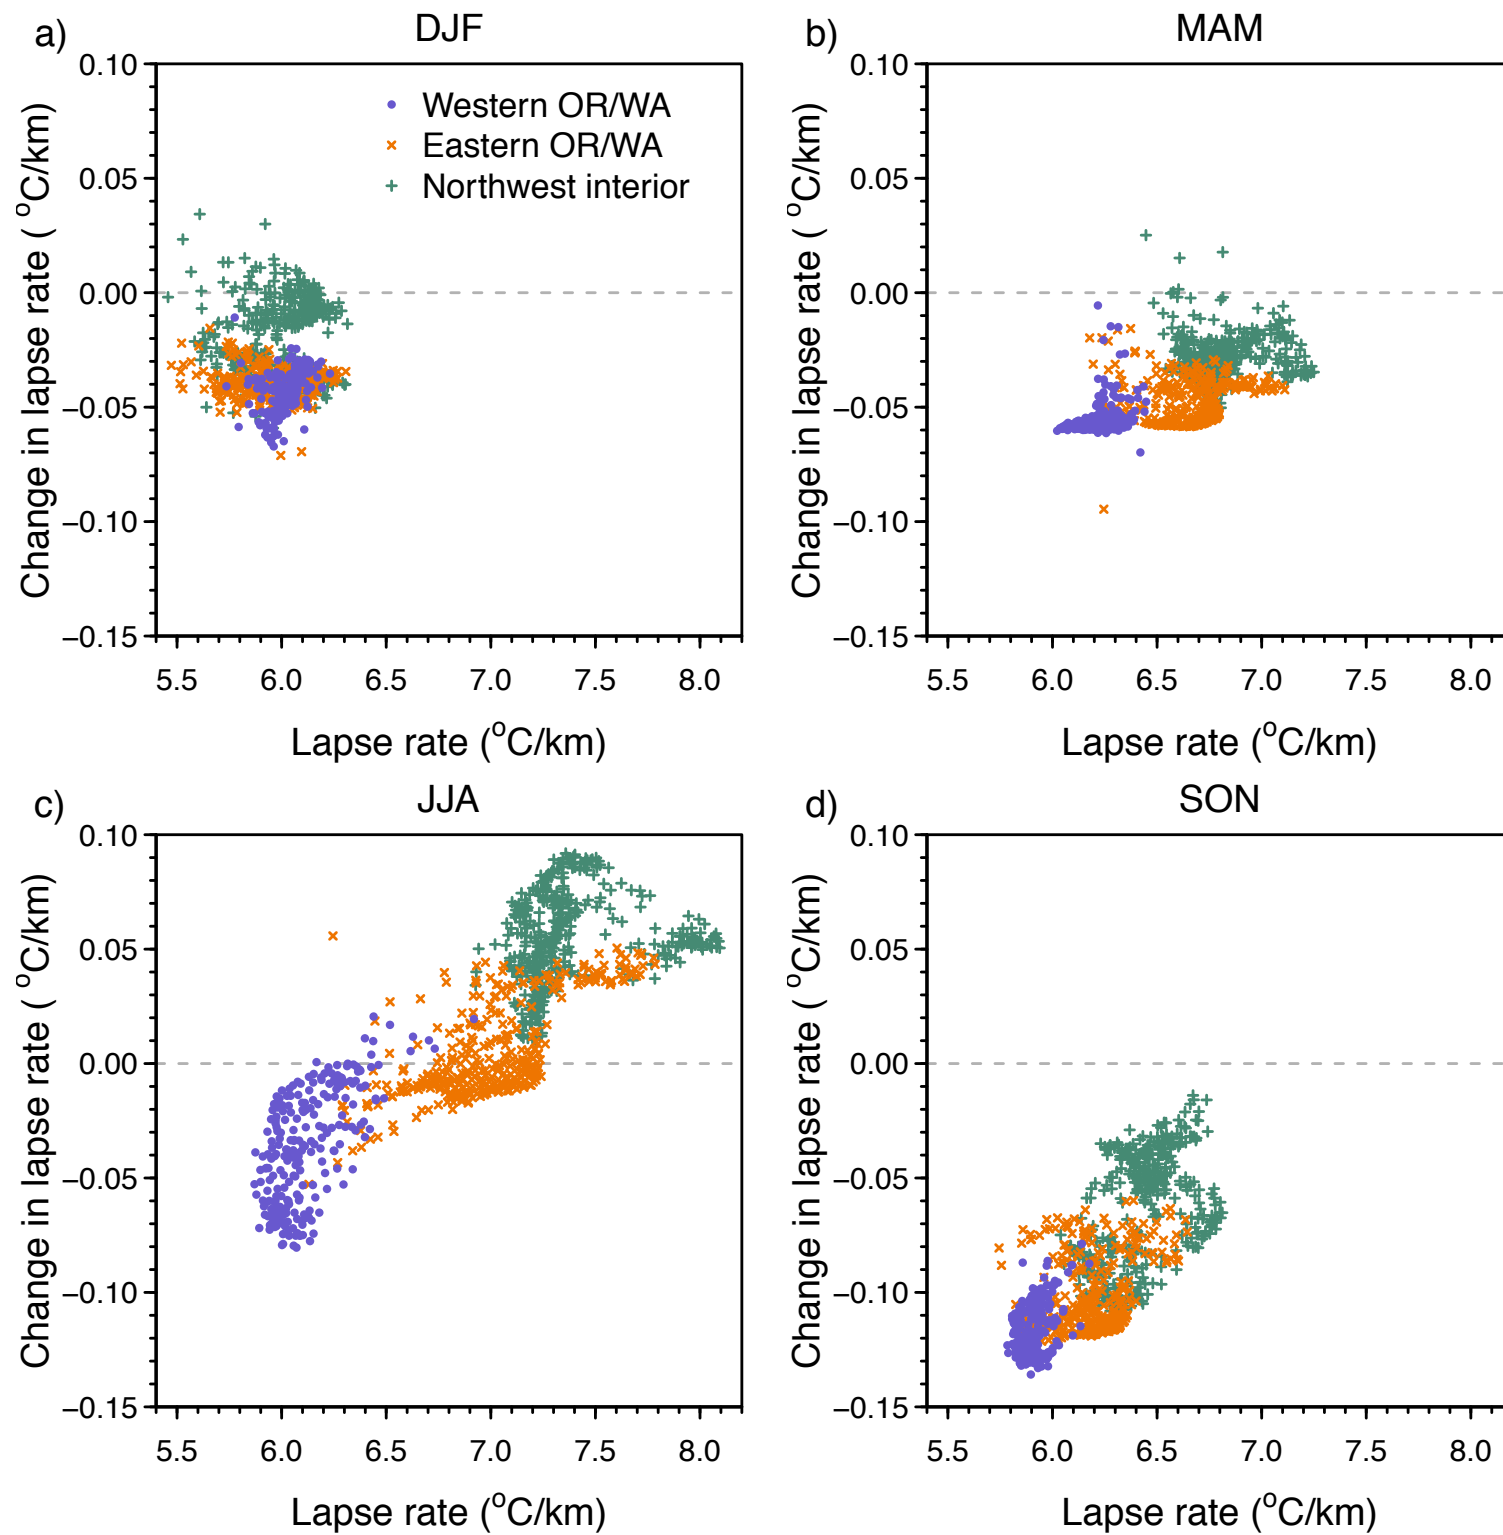 a) DJF
0.10
0.05
0.00
−0.05
−0.10
−0.15
Change in lapse rate ( °C/km)
Western OR/WA
Eastern OR/WA
Northwest interior
5.5 6.0 6.5 7.0 7.5 8.0
Lapse rate (°C/km)
b) MAM
0.10
0.05
0.00
−0.05
−0.10
−0.15
Change in lapse rate ( °C/km)
5.5 6.0 6.5 7.0 7.5 8.0
Lapse rate (°C/km)
c) JJA
0.10
0.05
0.00
−0.05
−0.10
−0.15
Change in lapse rate ( °C/km)
5.5 6.0 6.5 7.0 7.5 8.0
Lapse rate (°C/km)
d) SON
0.10
0.05
0.00
−0.05
−0.10
−0.15
Change in lapse rate ( °C/km)
5.5 6.0 6.5 7.0 7.5 8.0
Lapse rate (°C/km)